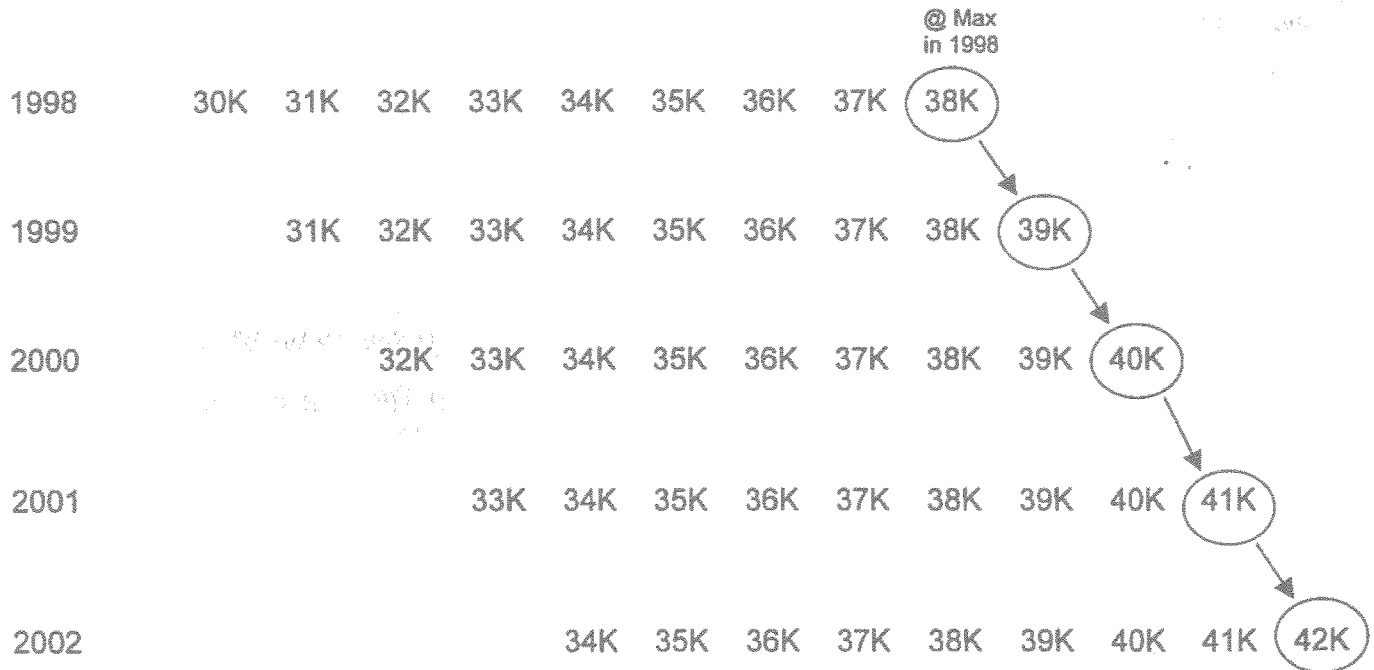 @ Max
in 1998
1998 30K 31K 32K 33K 34K 35K 36K 37K 38K
1999 31K 32K 33K 34K 35K 36K 37K 38K 39K
2000 32K 33K 34K 35K 36K 37K 38K 39K 40K
2001 33K 34K 35K 36K 37K 38K 39K 40K 41K
2002 34K 35K 36K 37K 38K 39K 40K 41K 42K